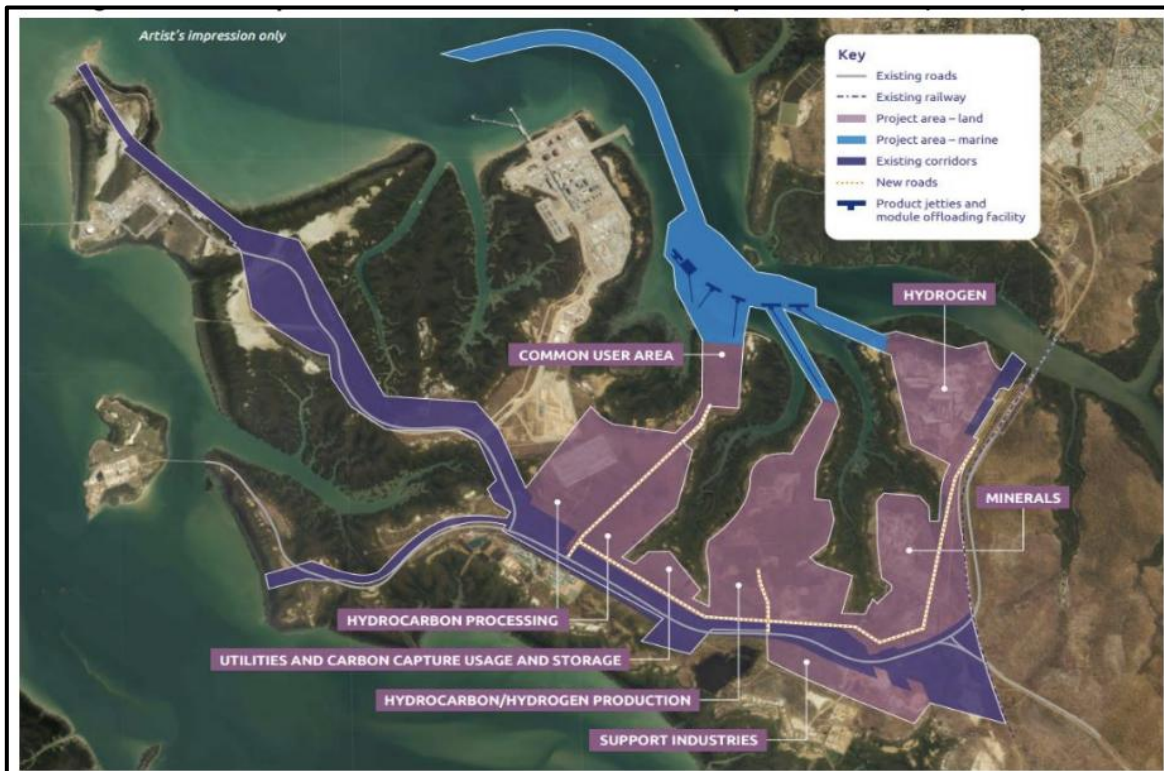 Artist's impression only
Key
Existing roads
Existing railway
Project area – land
Project area – marine
Existing corridors
New roads
Product jetties and
module offloading facility
HYDROGEN
COMMON USER AREA
MINERALS
HYDROCARBON PROCESSING
UTILITIES AND CARBON CAPTURE USAGE AND STORAGE
HYDROCARBON/HYDROGEN PRODUCTION
SUPPORT INDUSTRIES